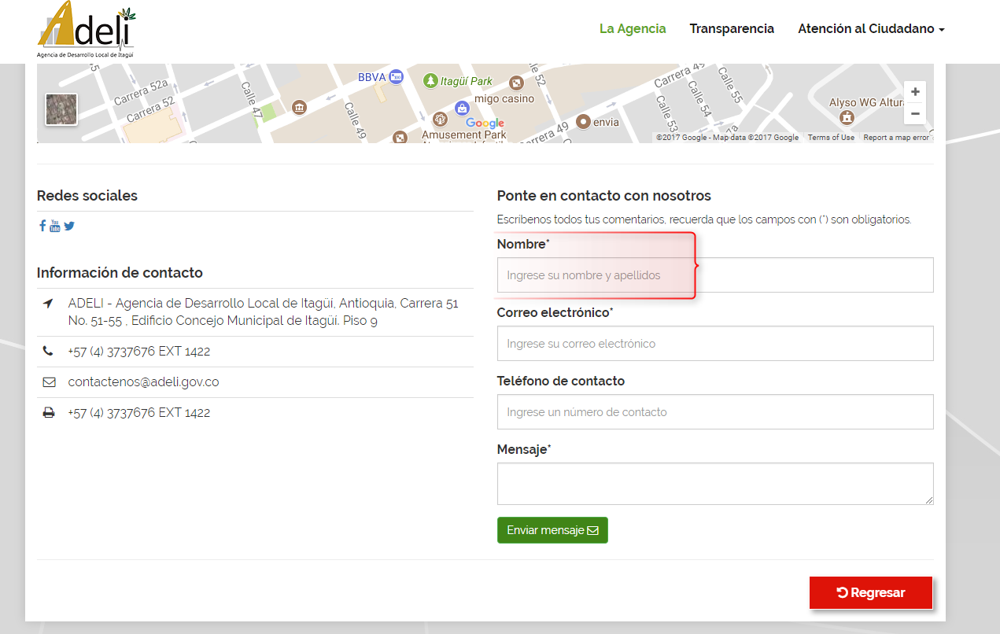 Adeli
Agencia de Desarrollo Local de Itagüí
La Agencia
Transparencia
Atención al Ciudadano
Carrera 52a
Carrera 52
Calle 47
Calle 49
BBVA
Itagüí Park
migo casino
Google
Amusement Park
envia
Carrera 49
Calle 53
Calle 54
Calle 55
Alyso WG Altura
+
−
©2017 Google - Map data ©2017 Google
Terms of Use
Report a map error
Redes sociales
You
Tube
Información de contacto
ADELI - Agencia de Desarrollo Local de Itagüí, Antioquia, Carrera 51
No. 51-55 , Edificio Concejo Municipal de Itagüí. Piso 9
+57 (4) 3737676 EXT 1422
contactenos@adeli.gov.co
+57 (4) 3737676 EXT 1422
Ponte en contacto con nosotros
Escríbenos todos tus comentarios, recuerda que los campos con (*) son obligatorios.
Nombre*
Ingrese su nombre y apellidos
Correo electrónico*
Ingrese su correo electrónico
Teléfono de contacto
Ingrese un número de contacto
Mensaje*
Enviar mensaje
Regresar